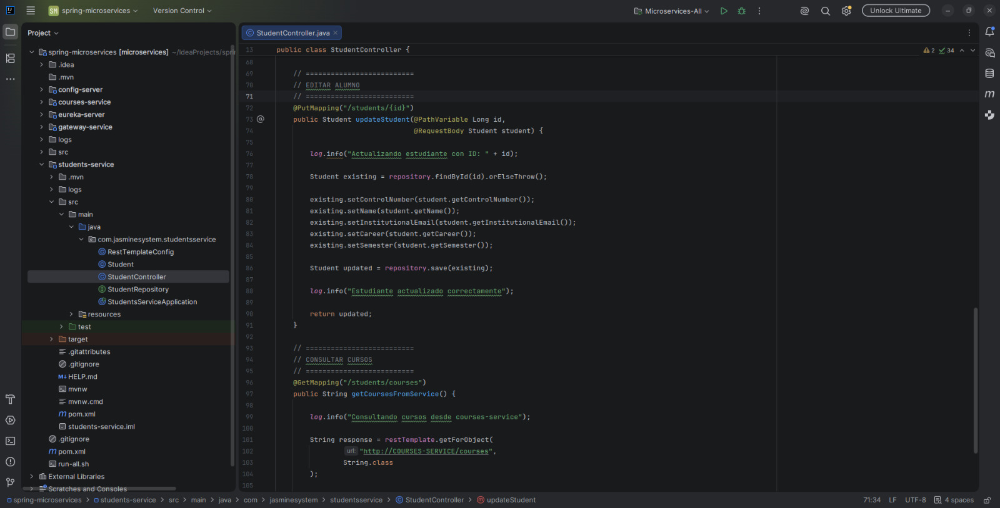 SM spring-microservices Version Control Microservices-All Unlock Ultimate
Project
StudentController.java
spring-microservices [microservices] ~/IdeaProjects/spri
.idea
.mvn
config-server
courses-service
eureka-server
gateway-service
logs
src
students-service
.mvn
logs
src
main
java
com.jasminesystem.studentsservice
RestTemplateConfig
Student
StudentController
StudentRepository
StudentsServiceApplication
resources
test
target
.gitattributes
.gitignore
M↓ HELP.md
mvnw
mvnw.cmd
m pom.xml
students-service.iml
.gitignore
m pom.xml
run-all.sh
External Libraries
Scratches and Consoles
13 public class StudentController {
2 34
68
69 // ==========================
70 // EDITAR ALUMNO
71 // ==========================
72 @PutMapping("/students/{id}")
73 public Student updateStudent(@PathVariable Long id,
74 @RequestBody Student student) {
75
76 log.info("Actualizando estudiante con ID: " + id);
77
78 Student existing = repository.findById(id).orElseThrow();
79
80 existing.setControlNumber(student.getControlNumber());
81 existing.setName(student.getName());
82 existing.setInstitutionalEmail(student.getInstitutionalEmail());
83 existing.setCareer(student.getCareer());
84 existing.setSemester(student.getSemester());
85
86 Student updated = repository.save(existing);
87
88 log.info("Estudiante actualizado correctamente");
89
90 return updated;
91 }
92
93 // ==========================
94 // CONSULTAR CURSOS
95 // ==========================
96 @GetMapping("/students/courses")
97 public String getCoursesFromService() {
98
99 log.info("Consultando cursos desde courses-service");
100
101 String response = restTemplate.getForObject(
102 url: "http://COURSES-SERVICE/courses",
103 String.class
104 );
105
spring-microservices > students-service > src > main > java > com > jasminesystem > studentsservice > StudentController > updateStudent
71:34 LF UTF-8 4 spaces